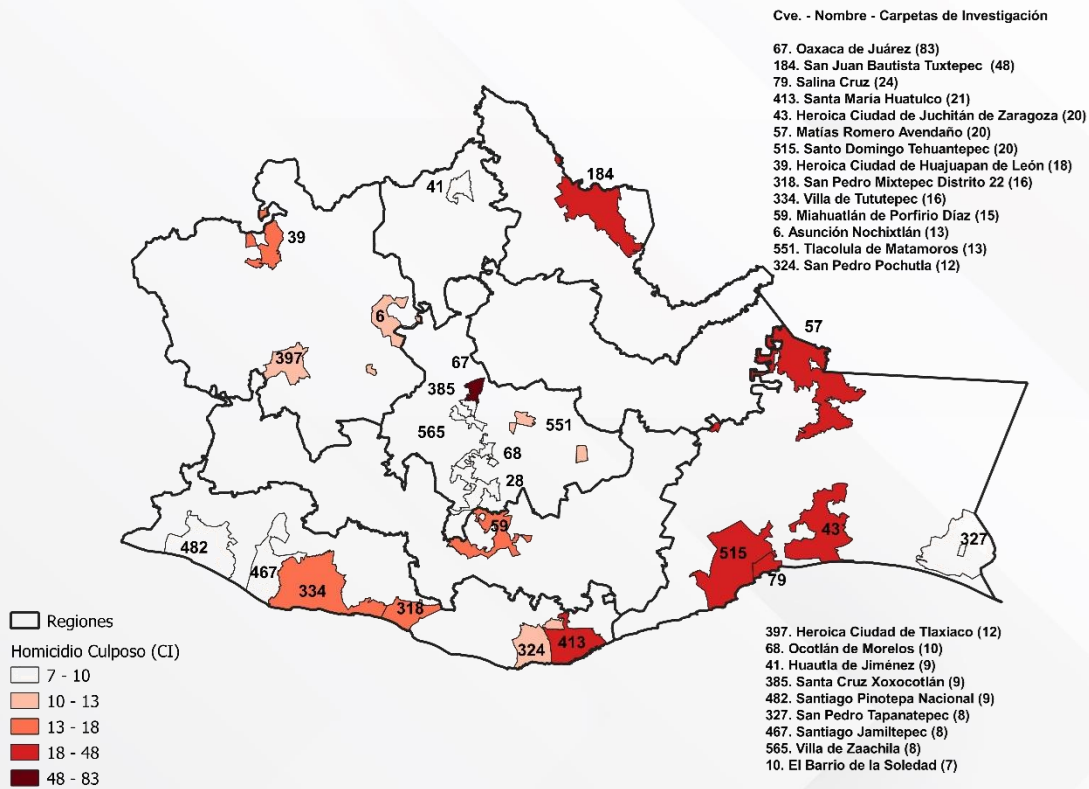 Cve. - Nombre - Carpetas de Investigación
67. Oaxaca de Juárez (83)
184. San Juan Bautista Tuxtepec (48)
79. Salina Cruz (24)
413. Santa María Huatulco (21)
43. Heroica Ciudad de Juchitán de Zaragoza (20)
57. Matías Romero Avendaño (20)
515. Santo Domingo Tehuantepec (20)
39. Heroica Ciudad de Huajuapan de León (18)
318. San Pedro Mixtepec Distrito 22 (16)
334. Villa de Tututepec (16)
59. Miahuatlán de Porfirio Díaz (15)
6. Asunción Nochixtlán (13)
551. Tlacolula de Matamoros (13)
324. San Pedro Pochutla (12)
184
41
39
6
57
397
67
385
565
551
68
28
59
482
467
334
318
324
413
515
79
43
327
Regiones
Homicidio Culposo (CI)
7 - 10
10 - 13
13 - 18
18 - 48
48 - 83
397. Heroica Ciudad de Tlaxiaco (12)
68. Ocotlán de Morelos (10)
41. Huautla de Jiménez (9)
385. Santa Cruz Xoxocotlán (9)
482. Santiago Pinotepa Nacional (9)
327. San Pedro Tapanatepec (8)
467. Santiago Jamiltepec (8)
565. Villa de Zaachila (8)
10. El Barrio de la Soledad (7)